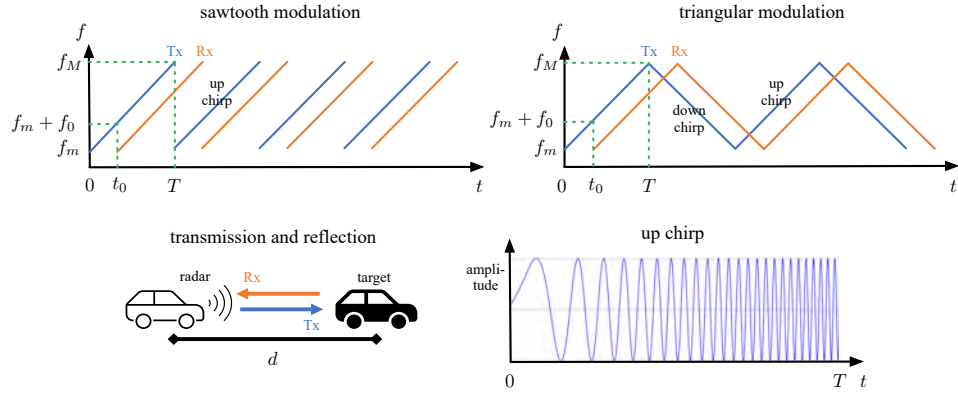 sawtooth modulation
f
Tx Rx
f_M
up
chirp
f_m + f_0
f_m
0 t_0 T t
triangular modulation
f
Tx Rx
f_M
up
chirp
down
chirp
f_m + f_0
f_m
0 t_0 T t
transmission and reflection
radar
target
Rx
Tx
d
up chirp
ampli-
tude
0 T t